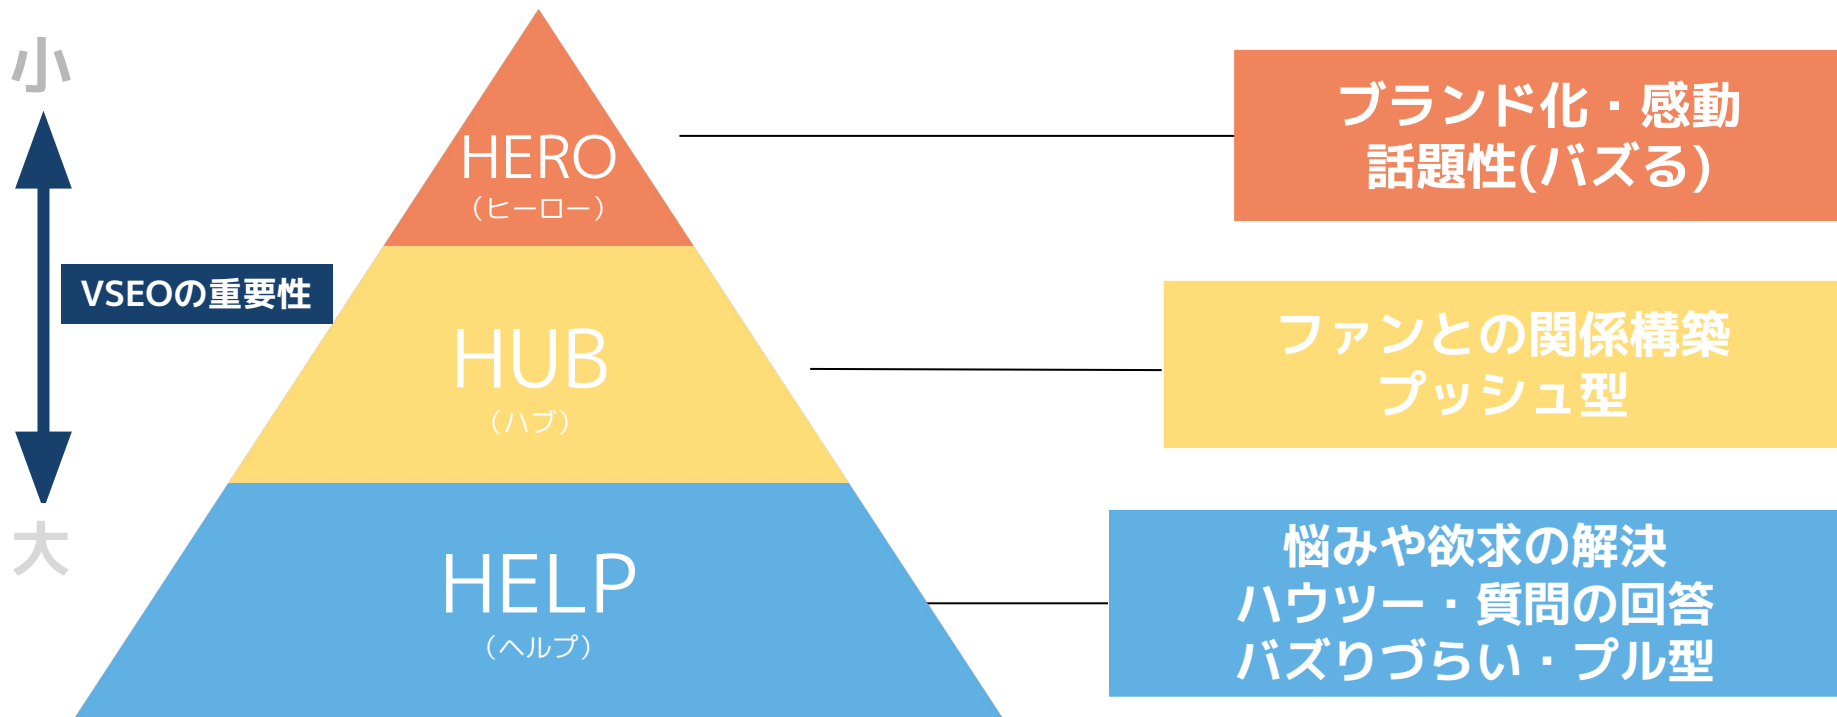 小
HERO
（ヒーロー）
ブランド化・感動
話題性(バズる)
VSEOの重要性
HUB
（ハブ）
ファンとの関係構築
プッシュ型
大
HELP
（ヘルプ）
悩みや欲求の解決
ハウツー・質問の回答
バズりづらい・プル型